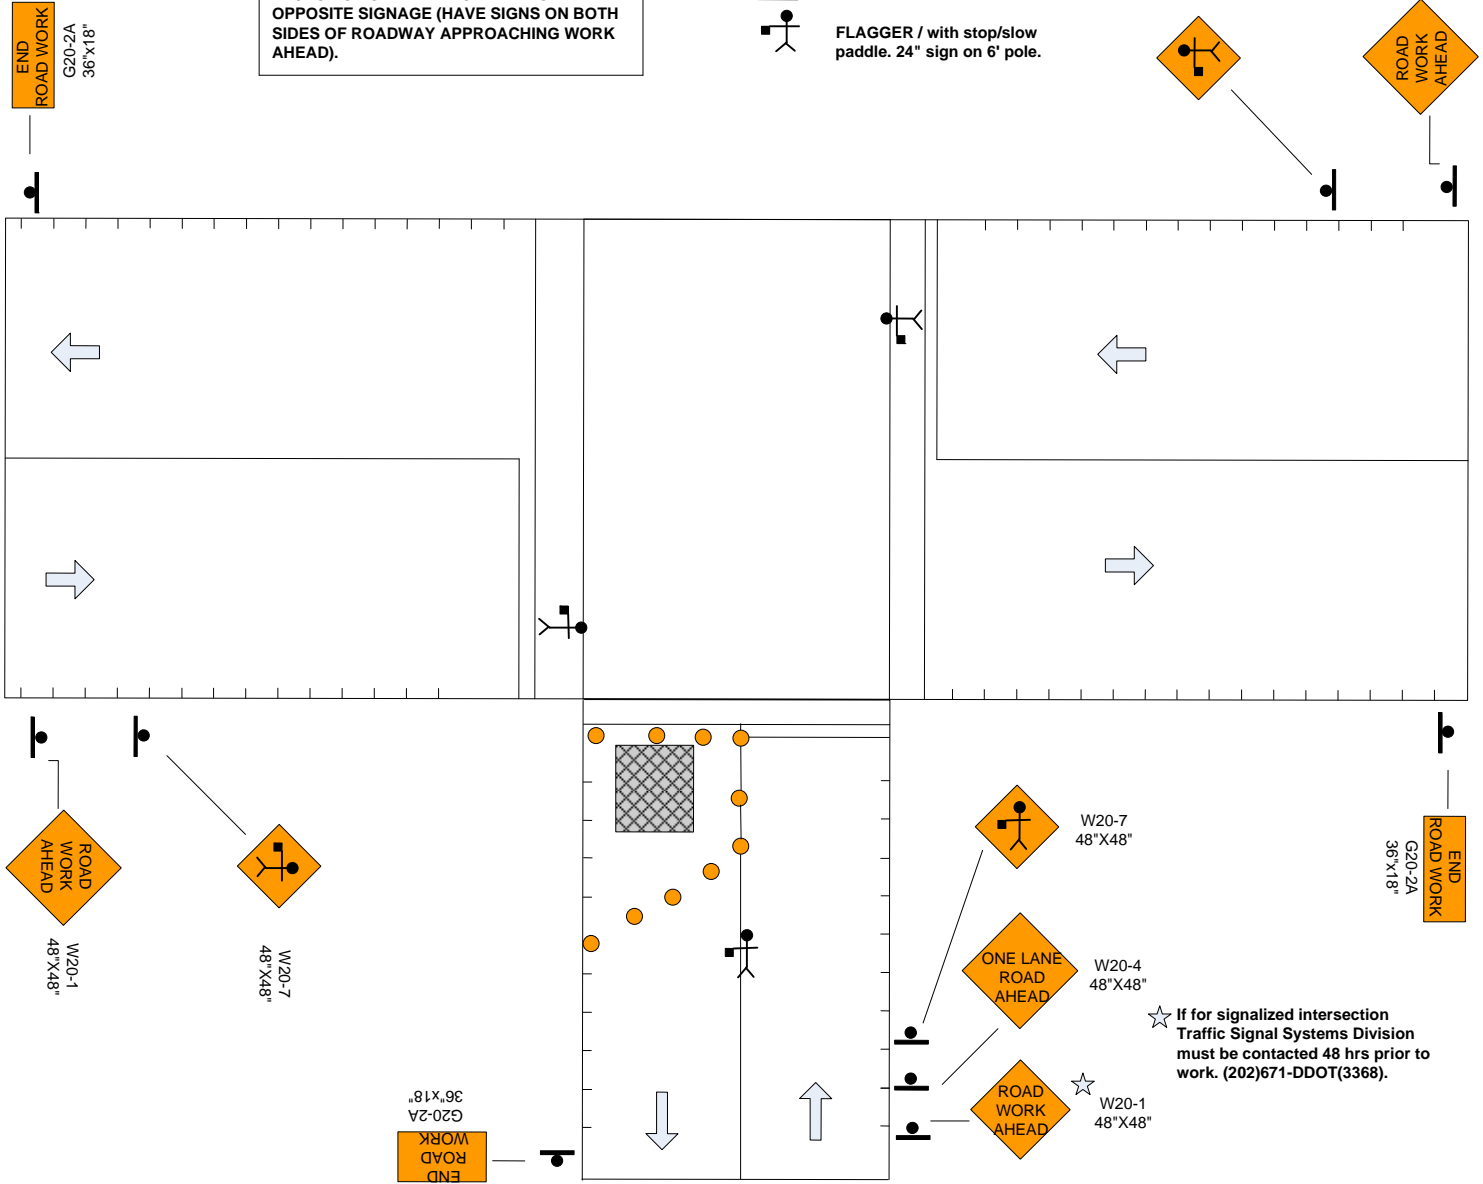 OPPOSITE SIGNAGE (HAVE SIGNS ON BOTH
SIDES OF ROADWAY APPROACHING WORK
AHEAD).
FLAGGER / with stop/slow
paddle. 24" sign on 6' pole.
END
ROAD WORK
G20-2A
36"x18"
ROAD
WORK
AHEAD
ROAD
WORK
AHEAD
W20-1
48"X48"
W20-7
48"X48"
W20-7
48"X48"
ONE LANE
ROAD
AHEAD
W20-4
48"X48"
ROAD
WORK
AHEAD
W20-1
48"X48"
If for signalized intersection
Traffic Signal Systems Division
must be contacted 48 hrs prior to
work. (202)671-DDOT(3368).
END
ROAD WORK
G20-2A
36"x18"
END
ROAD
WORK
G20-2A
36"x18"